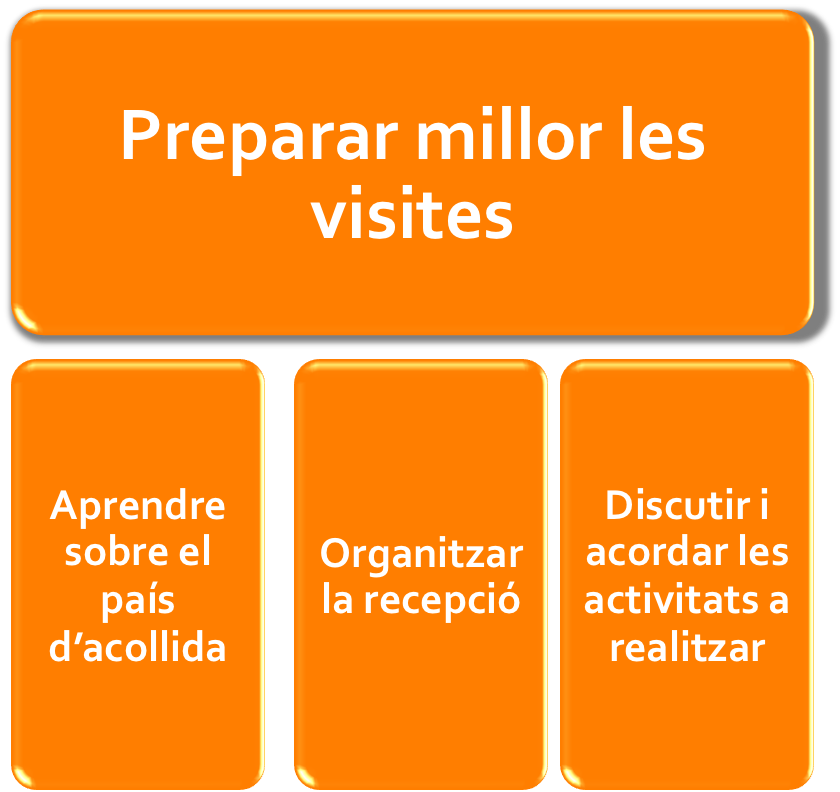 Preparar millor les
visites
Aprendre
sobre el
país
d’acollida
Organitzar
la recepció
Discutir i
acordar les
activitats a
realitzar